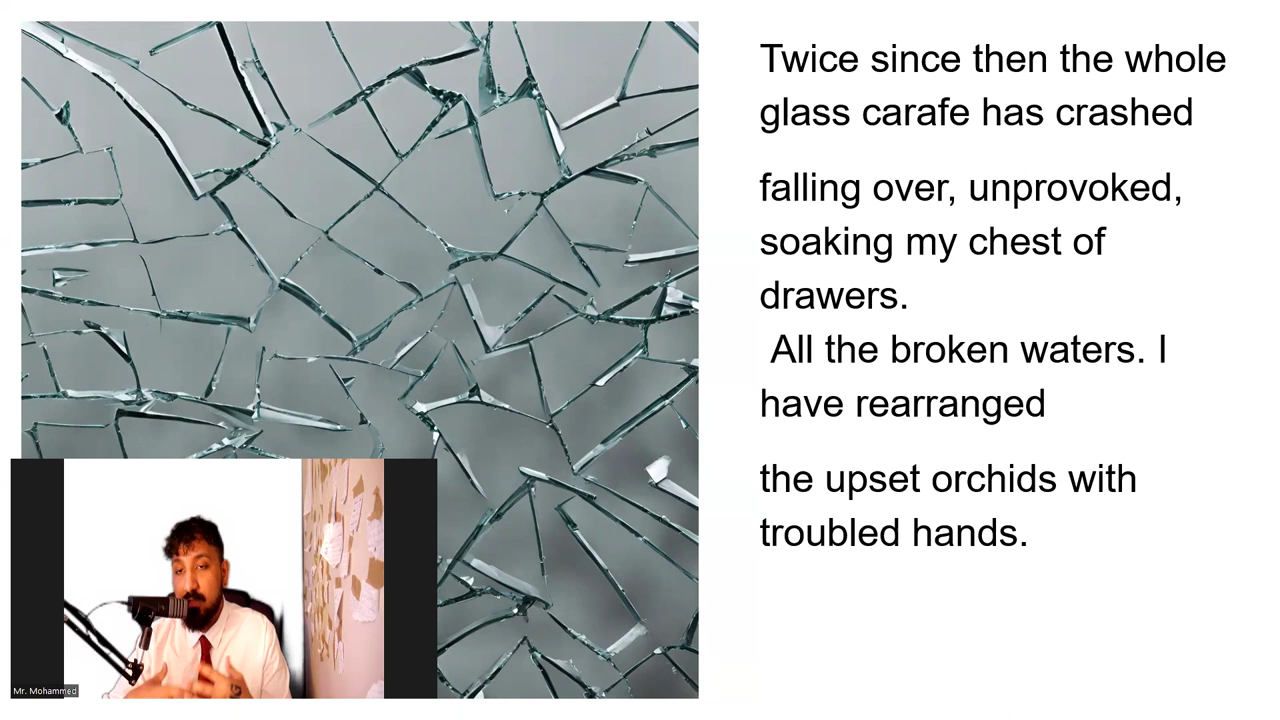 Twice since then the whole
glass carafe has crashed
falling over, unprovoked,
soaking my chest of
drawers.
All the broken waters. I
have rearranged
the upset orchids with
troubled hands.
Mr. Mohammed